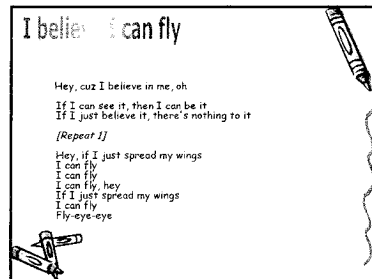 I believe I can fly
Hey, cuz I believe in me, oh
If I can see it, then I can be it
If I just believe it, there's nothing to it
[Repeat 1]
Hey, if I just spread my wings
I can fly
I can fly
I can fly, hey
If I just spread my wings
I can fly
Fly-eye-eye